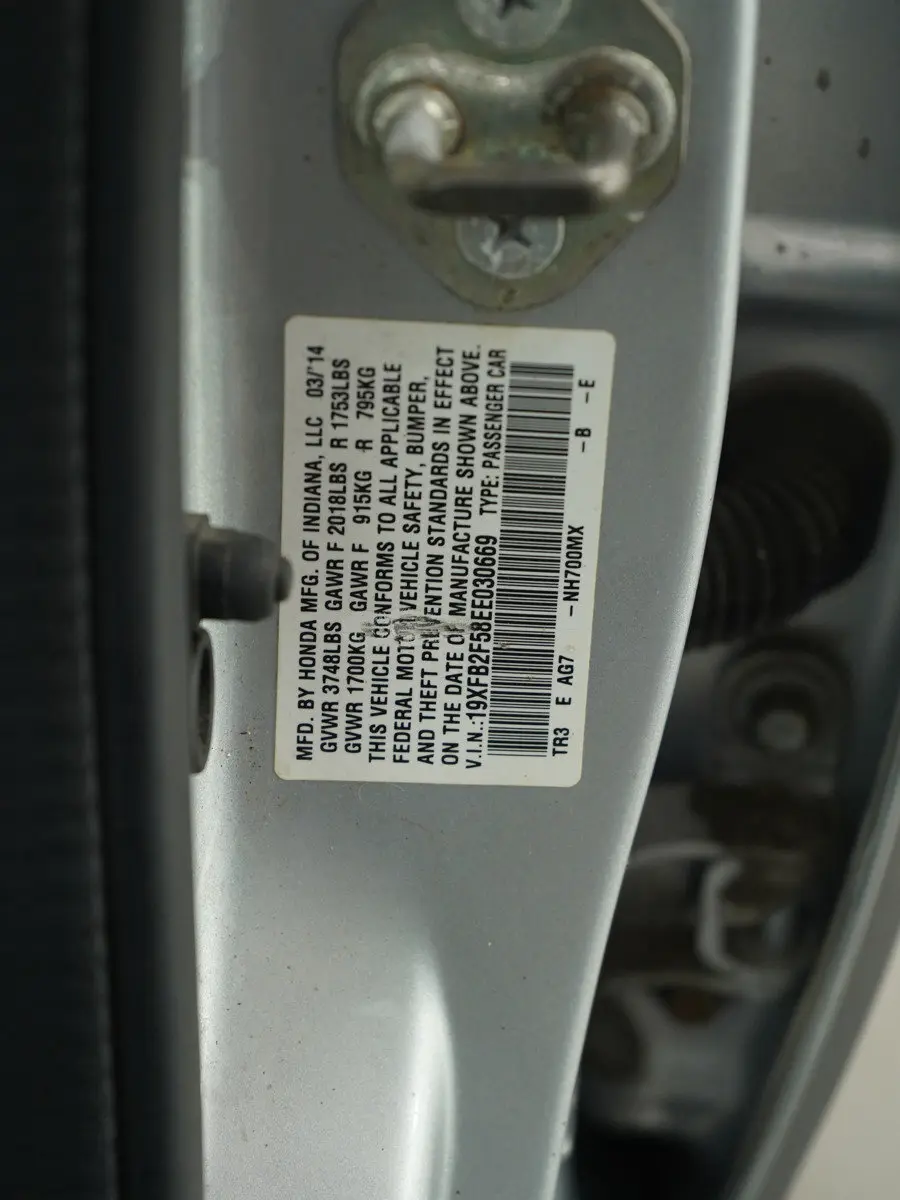 MFD. BY HONDA MFG. OF INDIANA, LLC 03/'14
GVWR 3748LBS GAWR F 2018LBS R 1753LBS
GVWR 1700KG GAWR F 915KG R 795KG
THIS VEHICLE CONFORMS TO ALL APPLICABLE
FEDERAL MOTOR VEHICLE SAFETY, BUMPER,
AND THEFT PREVENTION STANDARDS IN EFFECT
ON THE DATE OF MANUFACTURE SHOWN ABOVE.
V.I.N.:19XFB2F58EE030669 TYPE: PASSENGER CAR
TR3 E AG7 -NH700MX -B -E